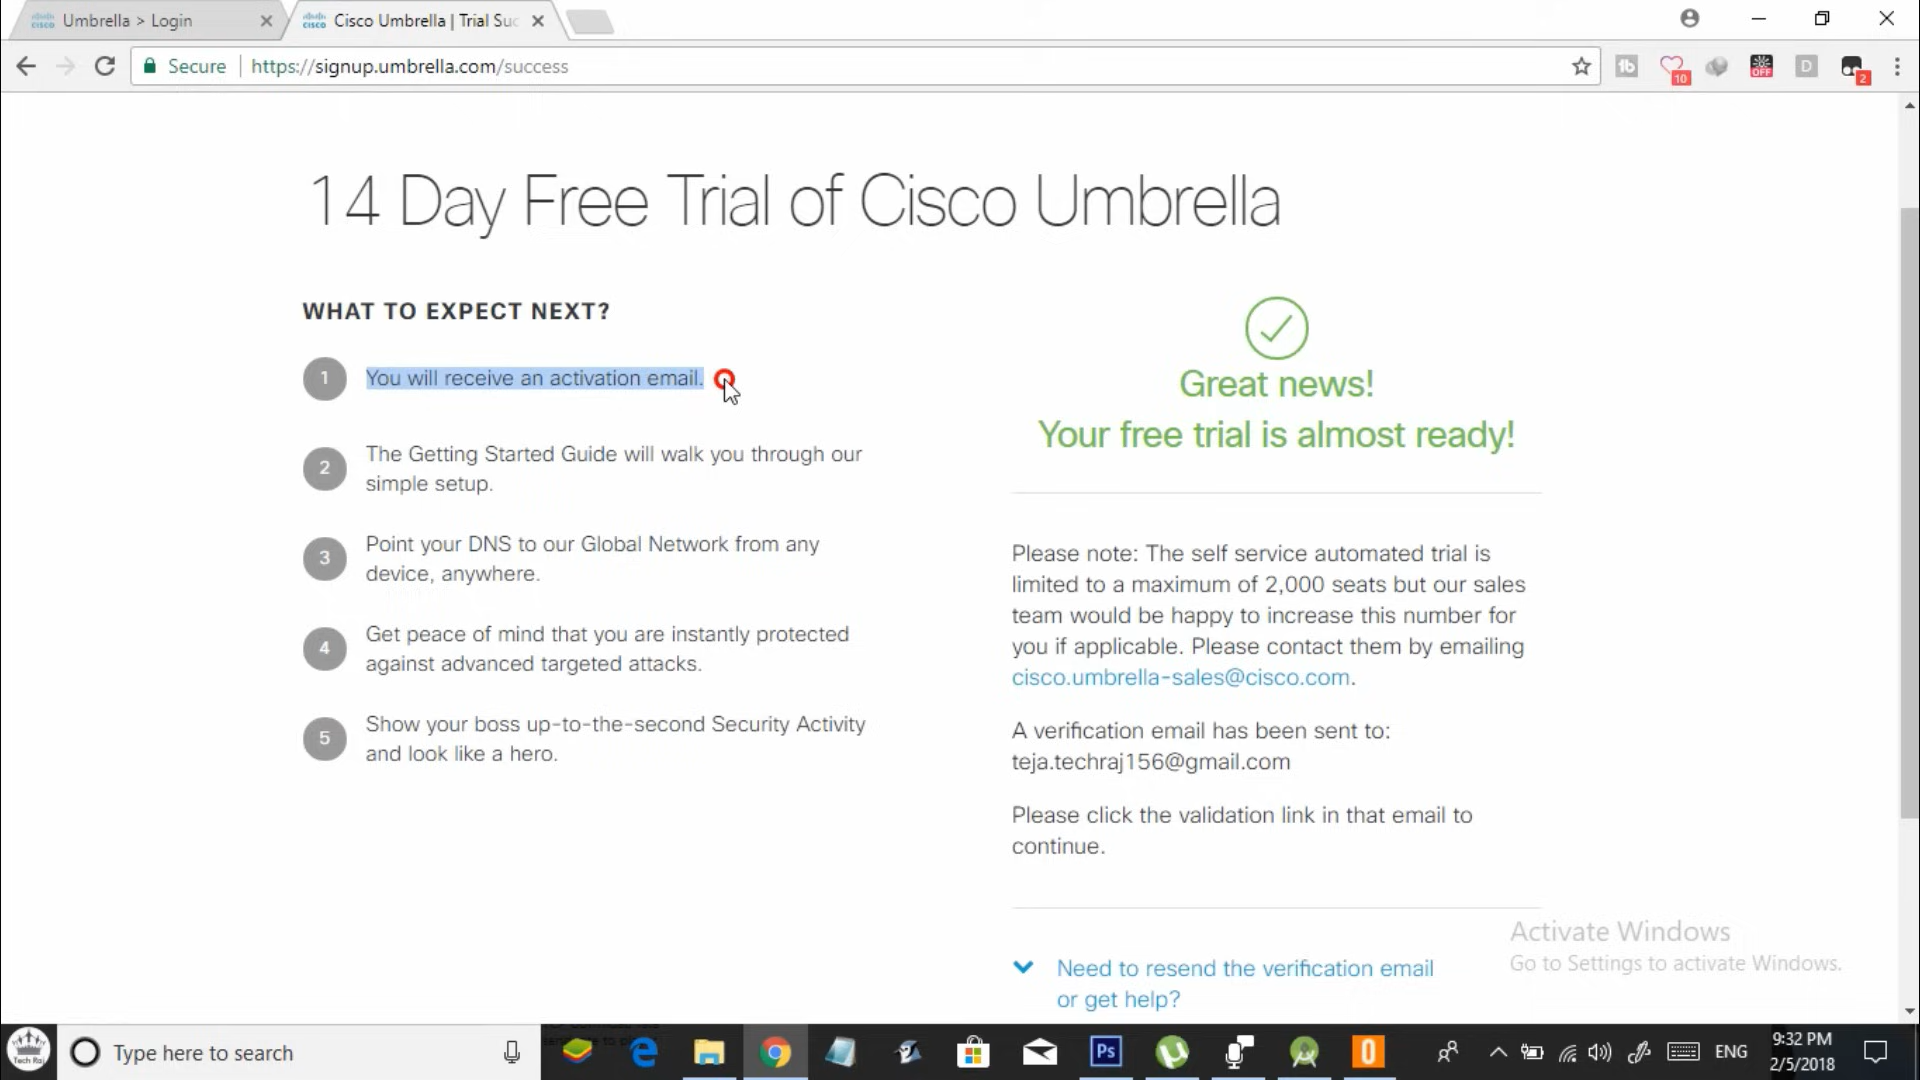 Umbrella > Login
Cisco Umbrella | Trial Suc
Secure
https://signup.umbrella.com/success
10
OFF
D
2
14 Day Free Trial of Cisco Umbrella
WHAT TO EXPECT NEXT?
1 You will receive an activation email.
2 The Getting Started Guide will walk you through our
simple setup.
3 Point your DNS to our Global Network from any
device, anywhere.
4 Get peace of mind that you are instantly protected
against advanced targeted attacks.
5 Show your boss up-to-the-second Security Activity
and look like a hero.
Great news!
Your free trial is almost ready!
Please note: The self service automated trial is
limited to a maximum of 2,000 seats but our sales
team would be happy to increase this number for
you if applicable. Please contact them by emailing
cisco.umbrella-sales@cisco.com.
A verification email has been sent to:
teja.techraj156@gmail.com
Please click the validation link in that email to
continue.
Need to resend the verification email
or get help?
Activate Windows
Go to Settings to activate Windows.
Tech Raj
Type here to search
Ps
ENG
9:32 PM
2/5/2018